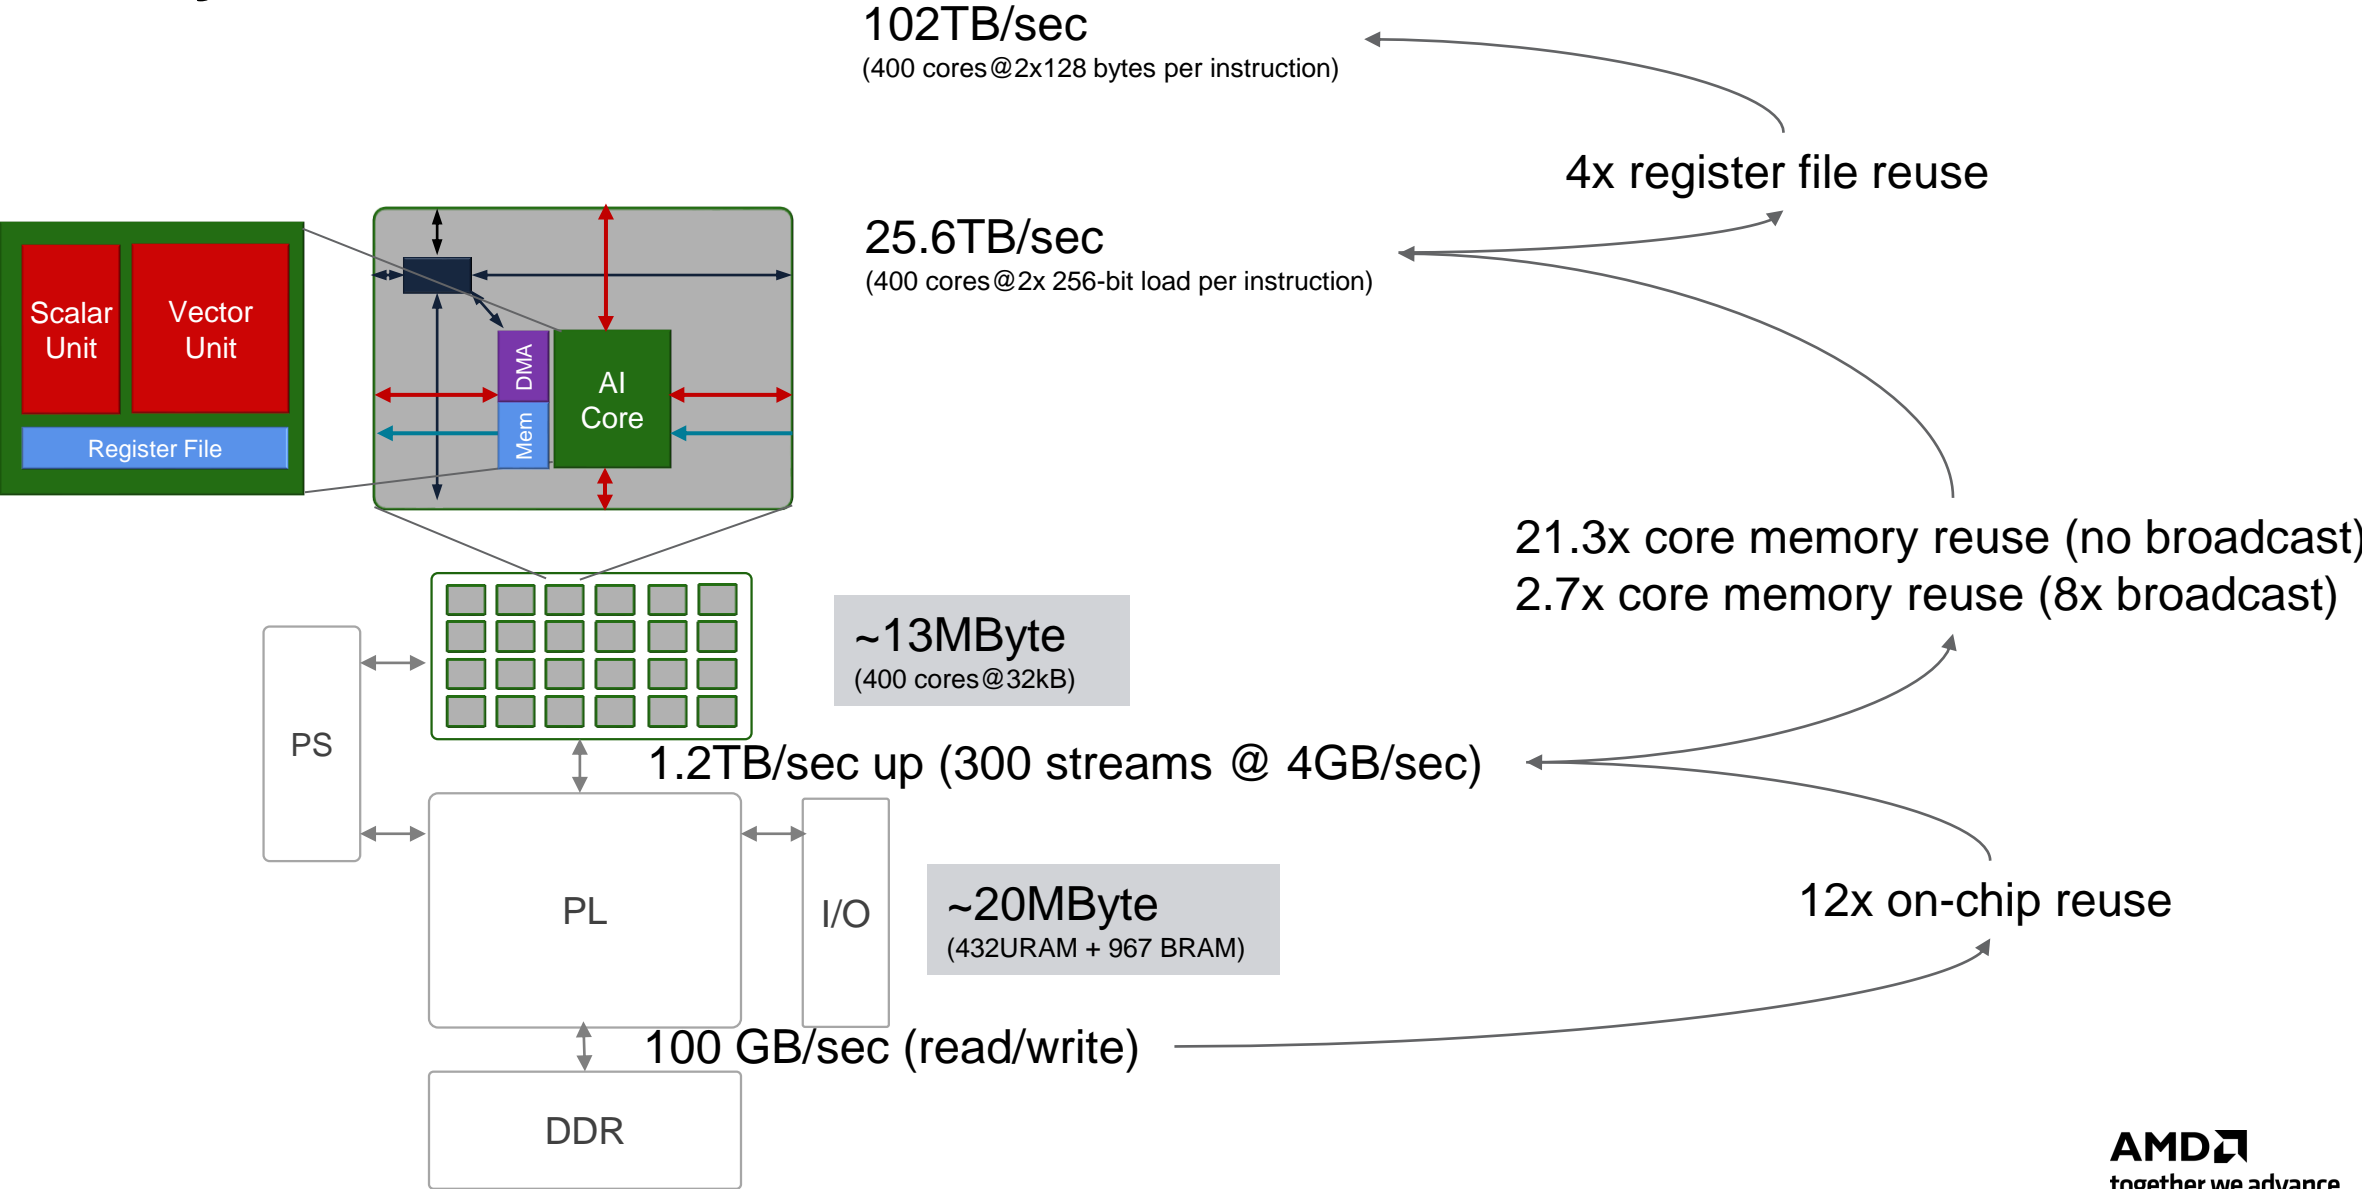 102TB/sec
(400 cores@2x128 bytes per instruction)
4x register file reuse
25.6TB/sec
(400 cores@2x 256-bit load per instruction)
Scalar
Unit
Vector
Unit
Register File
DMA
Mem
AI
Core
21.3x core memory reuse (no broadcast)
2.7x core memory reuse (8x broadcast)
~13MByte
(400 cores@32kB)
PS
1.2TB/sec up (300 streams @ 4GB/sec)
PL
I/O
~20MByte
(432URAM + 967 BRAM)
12x on-chip reuse
100 GB/sec (read/write)
DDR
AMD
together we advance